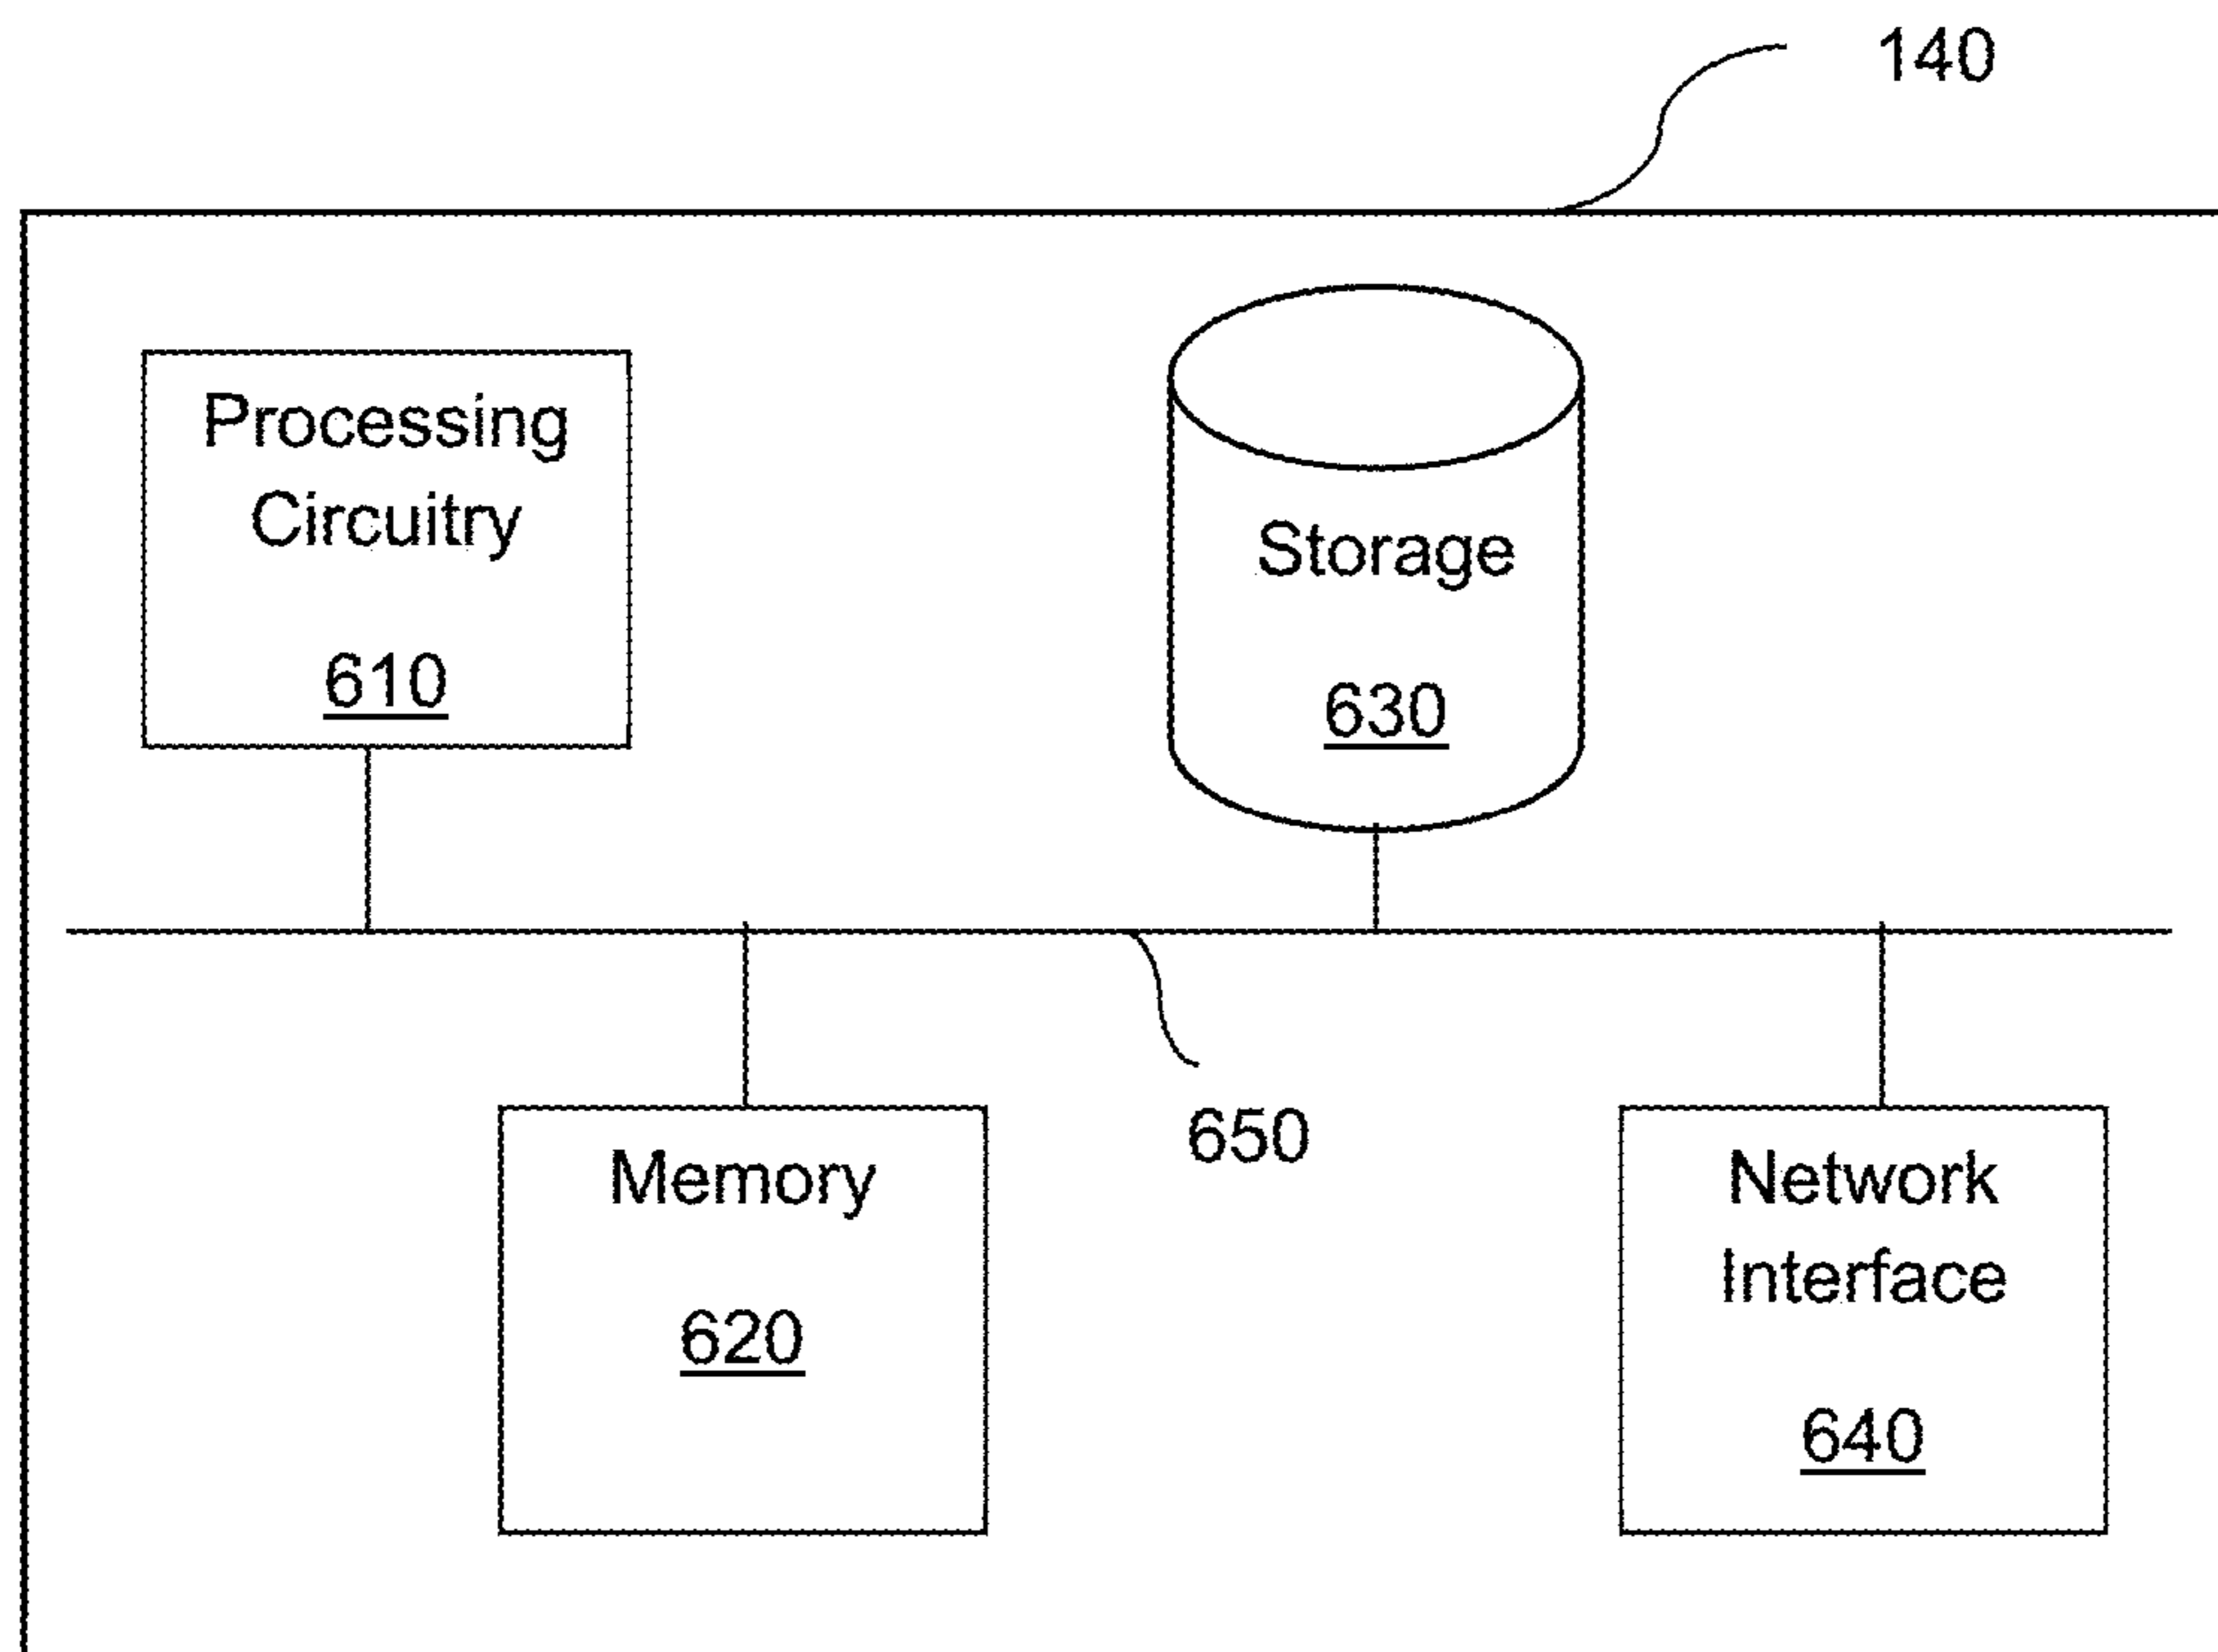 140
Processing
Circuitry
610
Storage
630
650
Memory
620
Network
Interface
640